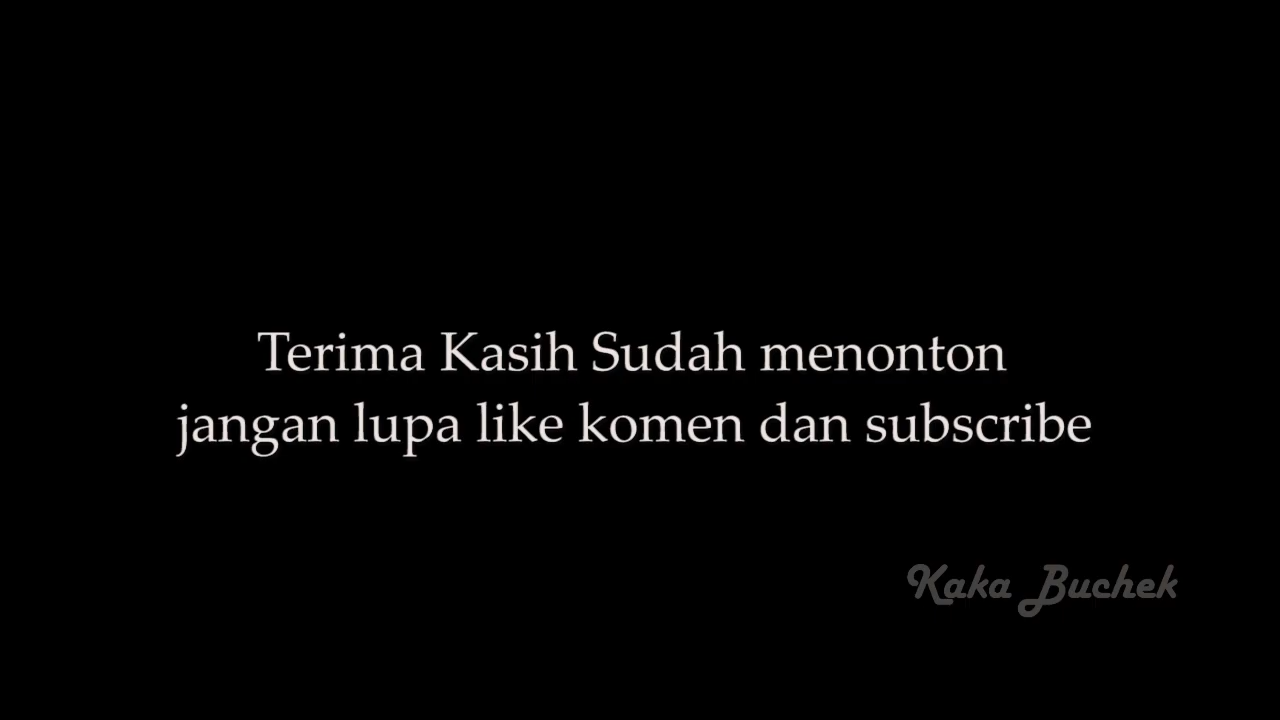 Terima Kasih Sudah menonton
jangan lupa like komen dan subscribe
Kaka Buchek